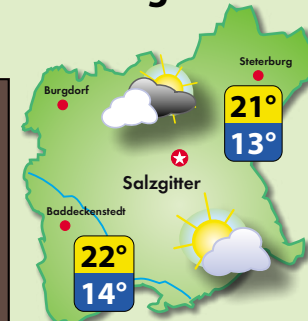 g
Steterburg
Burgdorf
21°
13°
Salzgitter
Baddeckenstedt
22°
14°